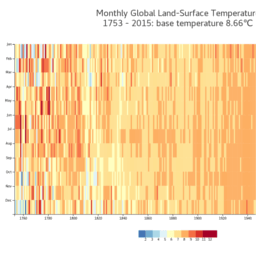 Monthly Global Land-Surface Temperatur
1753 - 2015: base temperature 8.66℃
Jan
Feb
Mar
Apr
May
Jun
Jul
Aug
Sep
Oct
Nov
Dec
1760 1780 1800 1820 1840 1860 1880 1900 1920 1940
2 3 4 5 6 7 8 9 10 11 12